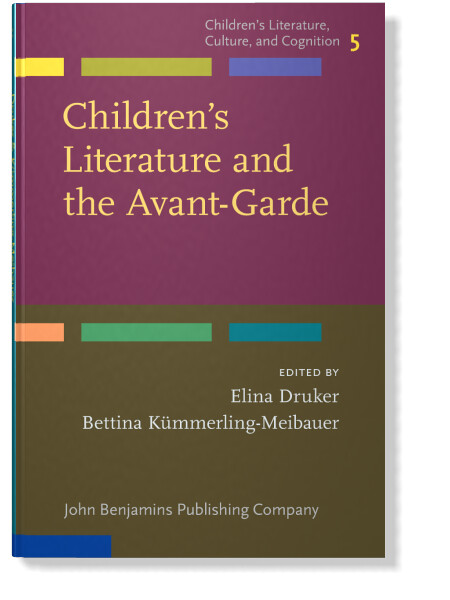 Children’s Literature,
Culture, and Cognition 5
Children’s
Literature and
the Avant-Garde
EDITED BY
Elina Druker
Bettina Kümmerling-Meibauer
John Benjamins Publishing Company